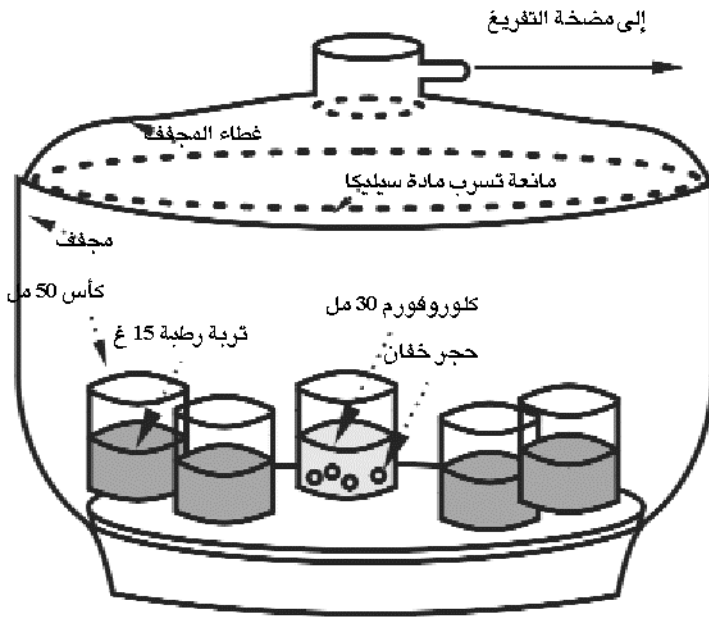 إلى مضخة التفريغ
غطاء المجفف
مانعة تسرب مادة سيليكا
مجفف
كأس 50 مل
كلوروفورم 30 مل
تربة رطبة 15 غ
حجر خفان